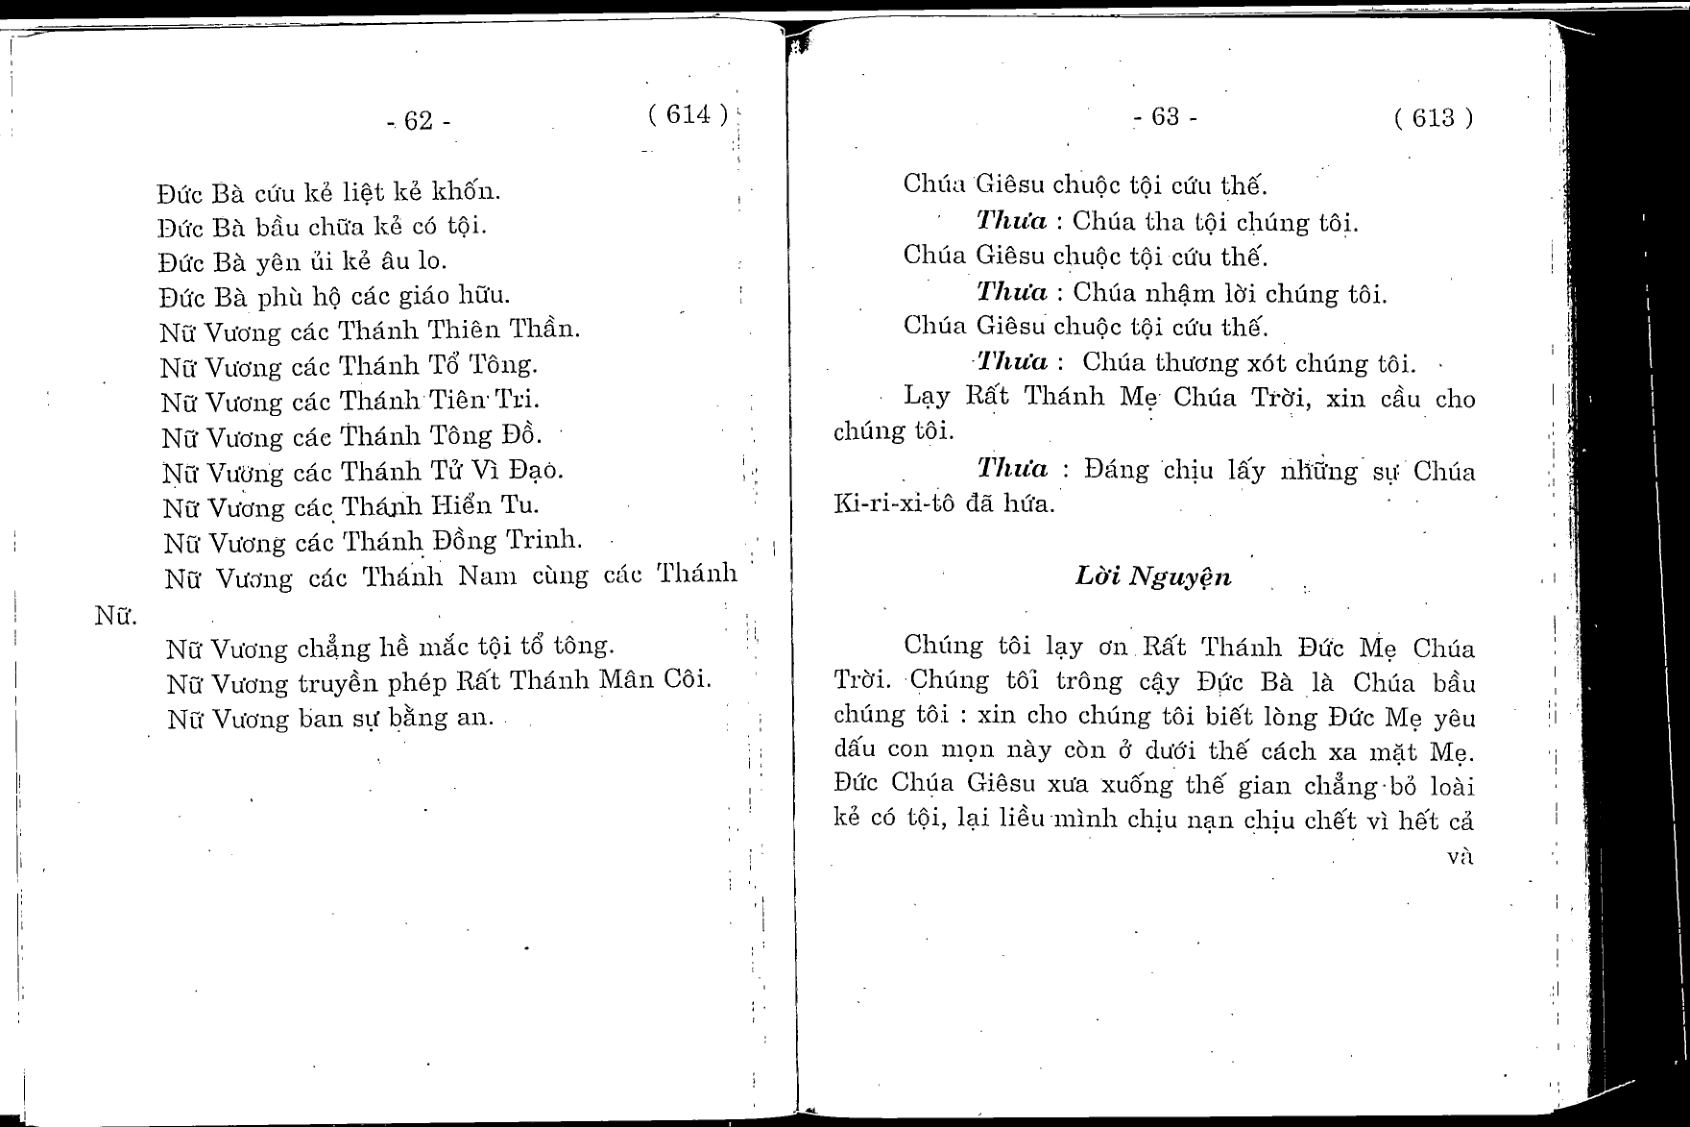 - 62 -
( 614 )
Đức Bà cứu kẻ liệt kẻ khốn.
Đức Bà bầu chữa kẻ có tội.
Đức Bà yên ủi kẻ âu lo.
Đức Bà phù hộ các giáo hữu.
Nữ Vương các Thánh Thiên Thần.
Nữ Vương các Thánh Tổ Tông.
Nữ Vương các Thánh Tiên Tri.
Nữ Vương các Thánh Tông Đồ.
Nữ Vương các Thánh Tử Vì Đạo.
Nữ Vương các Thánh Hiển Tu.
Nữ Vương các Thánh Đồng Trinh.
Nữ Vương các Thánh Nam cùng các Thánh
Nữ.
Nữ Vương chẳng hề mắc tội tổ tông.
Nữ Vương truyền phép Rất Thánh Mân Côi.
Nữ Vương ban sự bằng an.
- 63 -
( 613 )
Chúa Giêsu chuộc tội cứu thế.
Thưa : Chúa tha tội chúng tôi.
Chúa Giêsu chuộc tội cứu thế.
Thưa : Chúa nhậm lời chúng tôi.
Chúa Giêsu chuộc tội cứu thế.
Thưa : Chúa thương xót chúng tôi.
Lạy Rất Thánh Mẹ Chúa Trời, xin cầu cho
chúng tôi.
Thưa : Đáng chịu lấy những sự Chúa
Ki-ri-xi-tô đã hứa.
Lời Nguyện
Chúng tôi lạy ơn Rất Thánh Đức Mẹ Chúa
Trời. Chúng tôi trông cậy Đức Bà là Chúa bầu
chúng tôi : xin cho chúng tôi biết lòng Đức Mẹ yêu
dấu con mọn này còn ở dưới thế cách xa mặt Mẹ.
Đức Chúa Giêsu xưa xuống thế gian chẳng bỏ loài
kẻ có tội, lại liều mình chịu nạn chịu chết vì hết cả
và